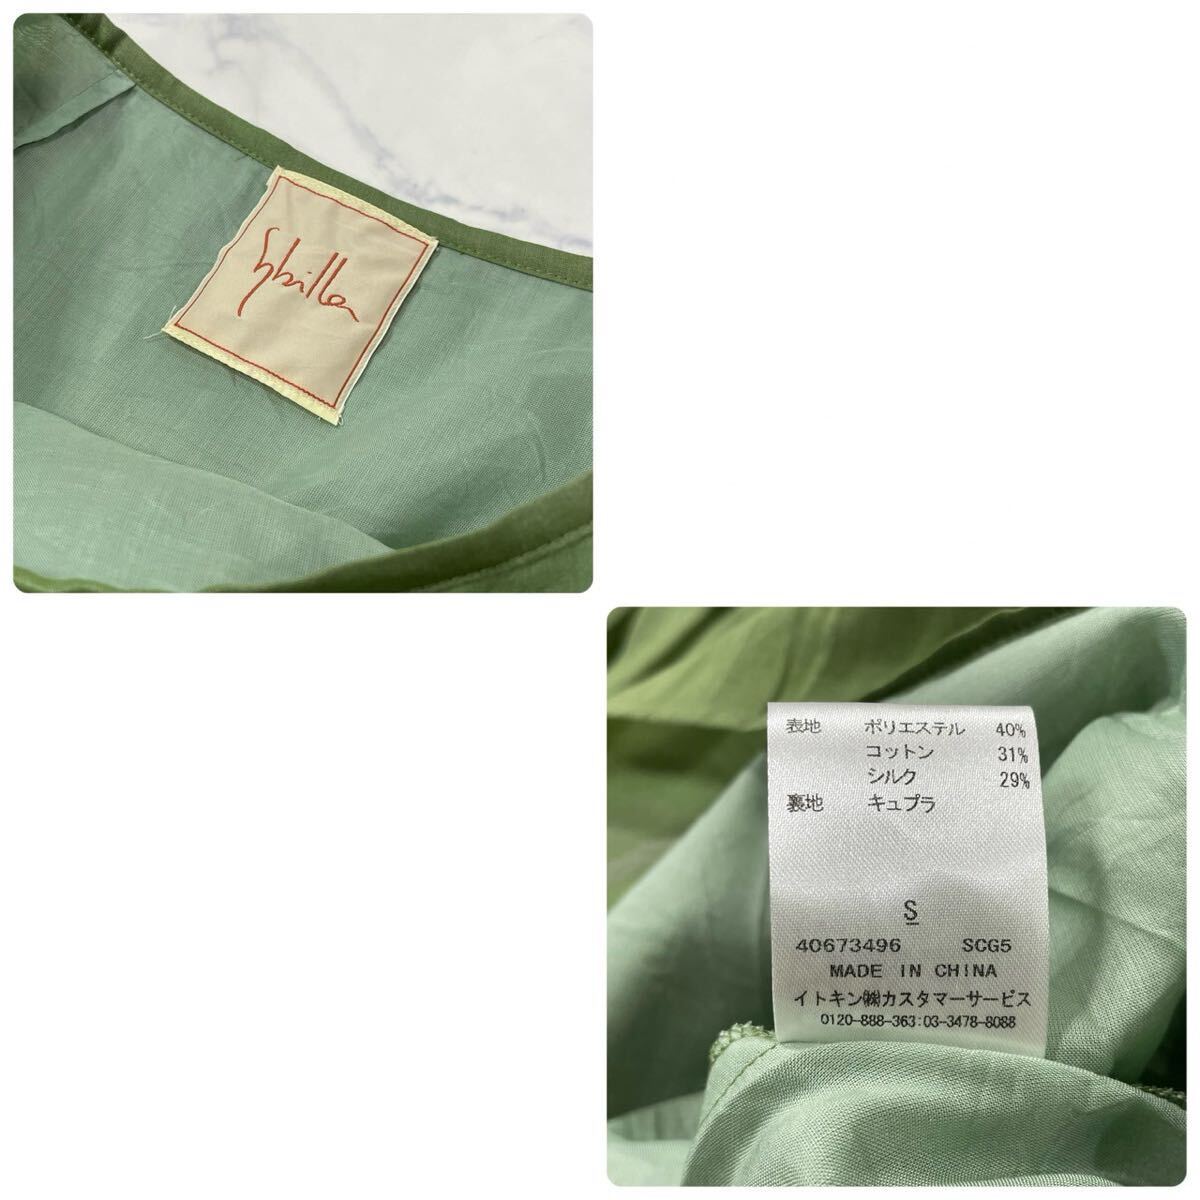 Sybilla
表地 ポリエステル 40%
コットン 31%
シルク 29%
裏地 キュプラ
S
40673496 SCG5
MADE IN CHINA
イトキン㈱カスタマーサービス
0120-888-363:03-3478-8088